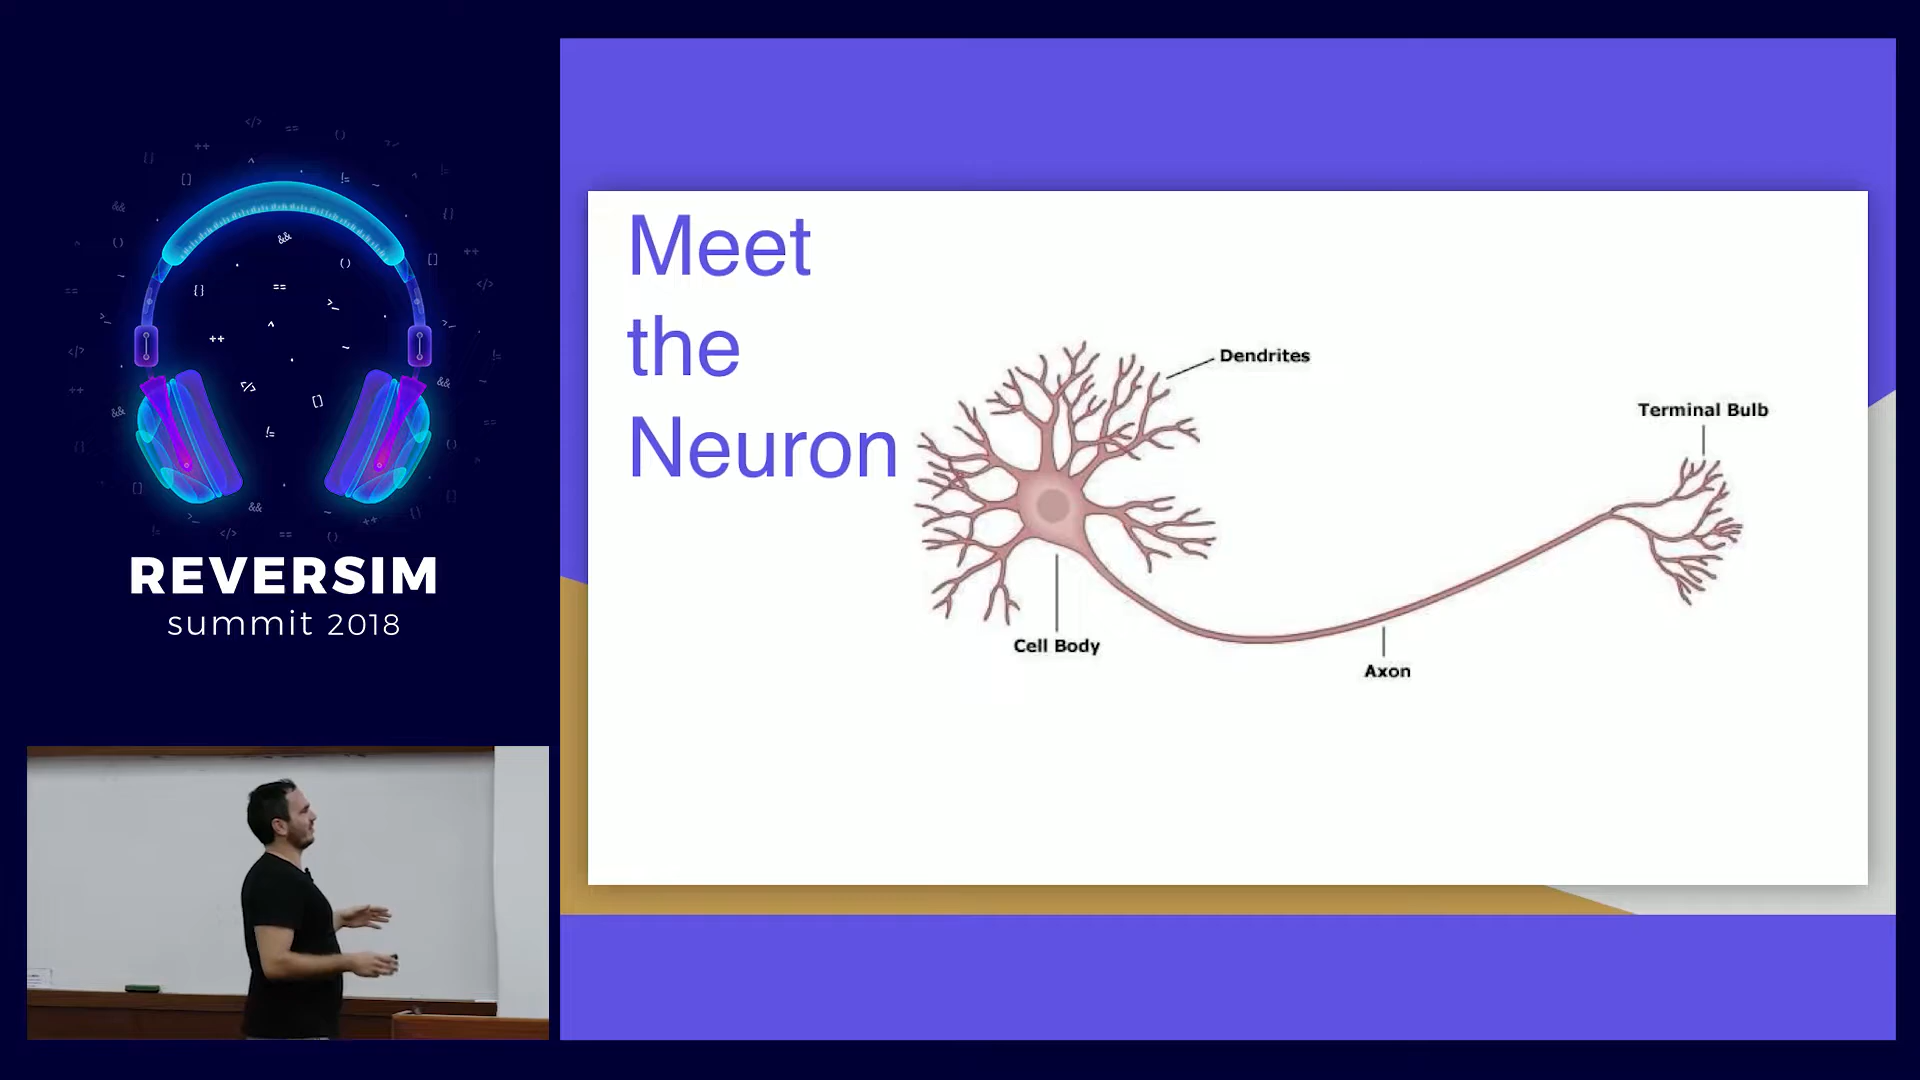 REVERSIM
summit 2018
Meet
the
Neuron
Dendrites
Terminal Bulb
Cell Body
Axon